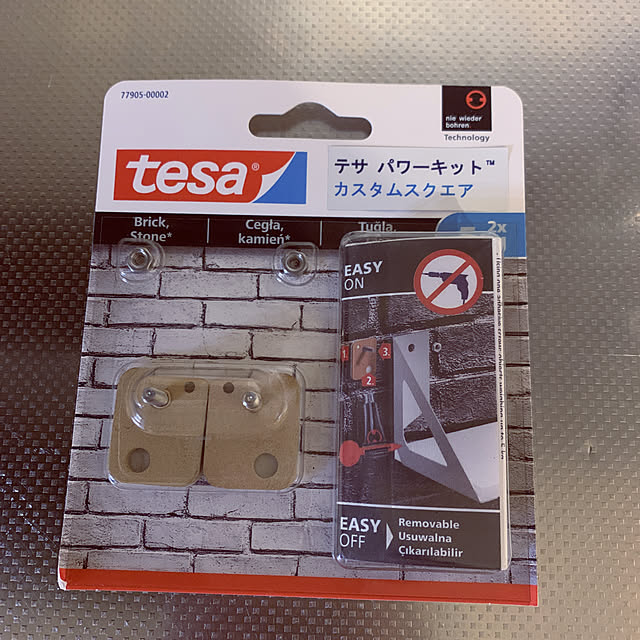 77905-00002
nie wieder
bohren.
Technology
tesa®
テサ パワーキット™
カスタムスクエア
Brick,
Stone*
Cegła,
kamień*
Tuğla,
2x
EASY
ON
1.
3.
2.
EASY
OFF
Removable
Usuwalna
Çıkarılabilir